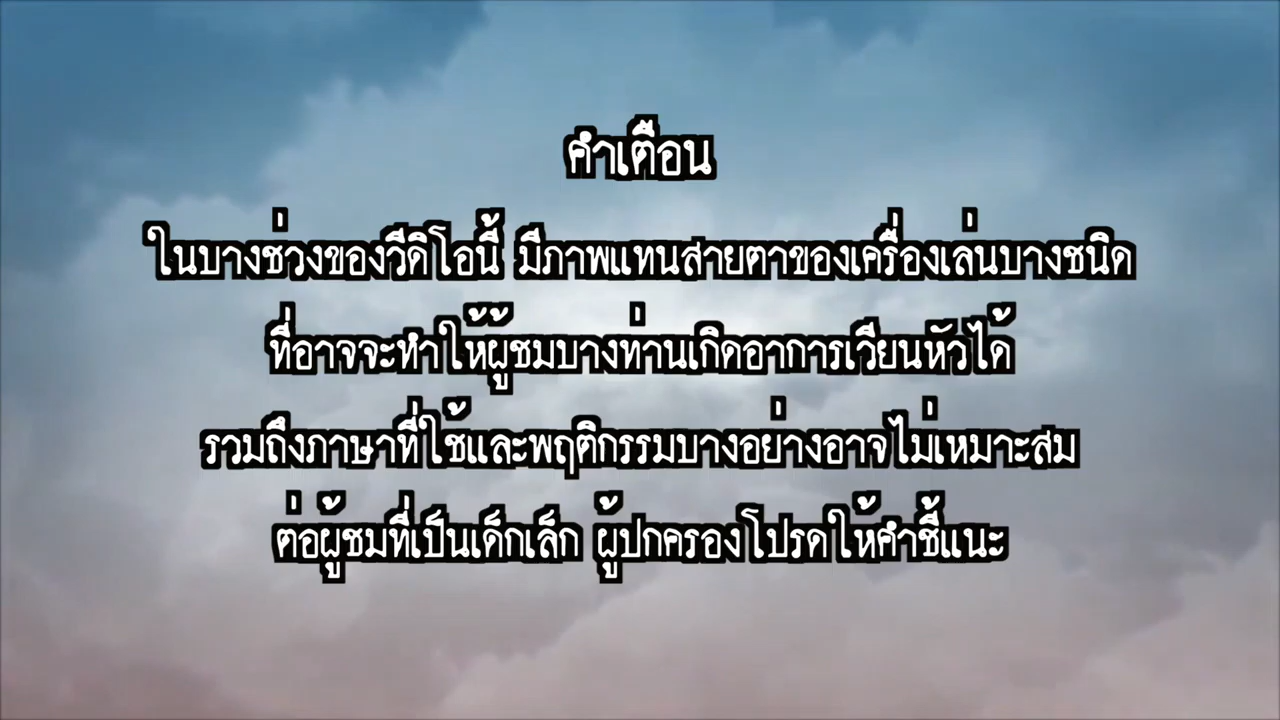 คำเตือน
ในบางช่วงของวีดิโอนี้ มีภาพแทนสายตาของเครื่องเล่นบางชนิด
ที่อาจจะทำให้ผู้ชมบางท่านเกิดอาการเวียนหัวได้
รวมถึงภาษาที่ใช้และพฤติกรรมบางอย่างอาจไม่เหมาะสม
ต่อผู้ชมที่เป็นเด็กเล็ก ผู้ปกครองโปรดให้คำชี้แนะ